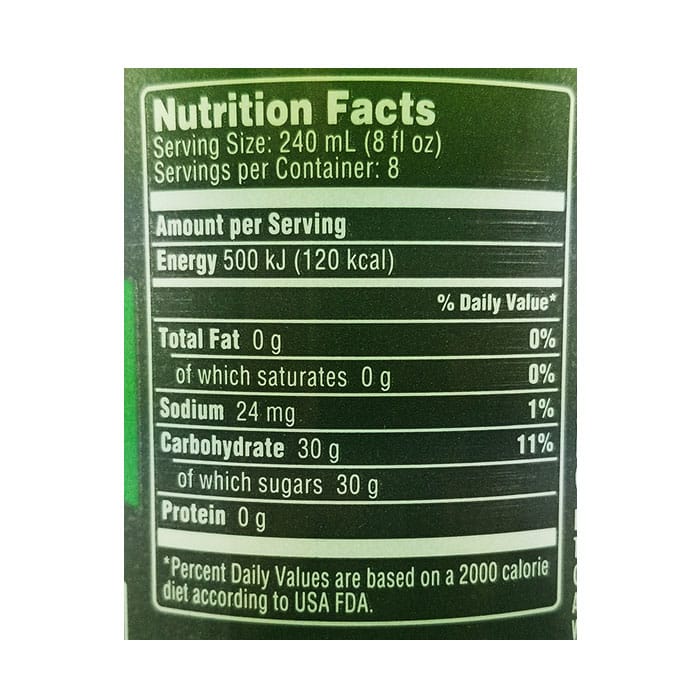 Nutrition Facts
Serving Size: 240 mL (8 fl oz)
Servings per Container: 8
Amount per Serving
Energy 500 kJ (120 kcal)
% Daily Value*
Total Fat 0 g 0%
of which saturates 0 g 0%
Sodium 24 mg 1%
Carbohydrate 30 g 11%
of which sugars 30 g
Protein 0 g
*Percent Daily Values are based on a 2000 calorie
diet according to USA FDA.